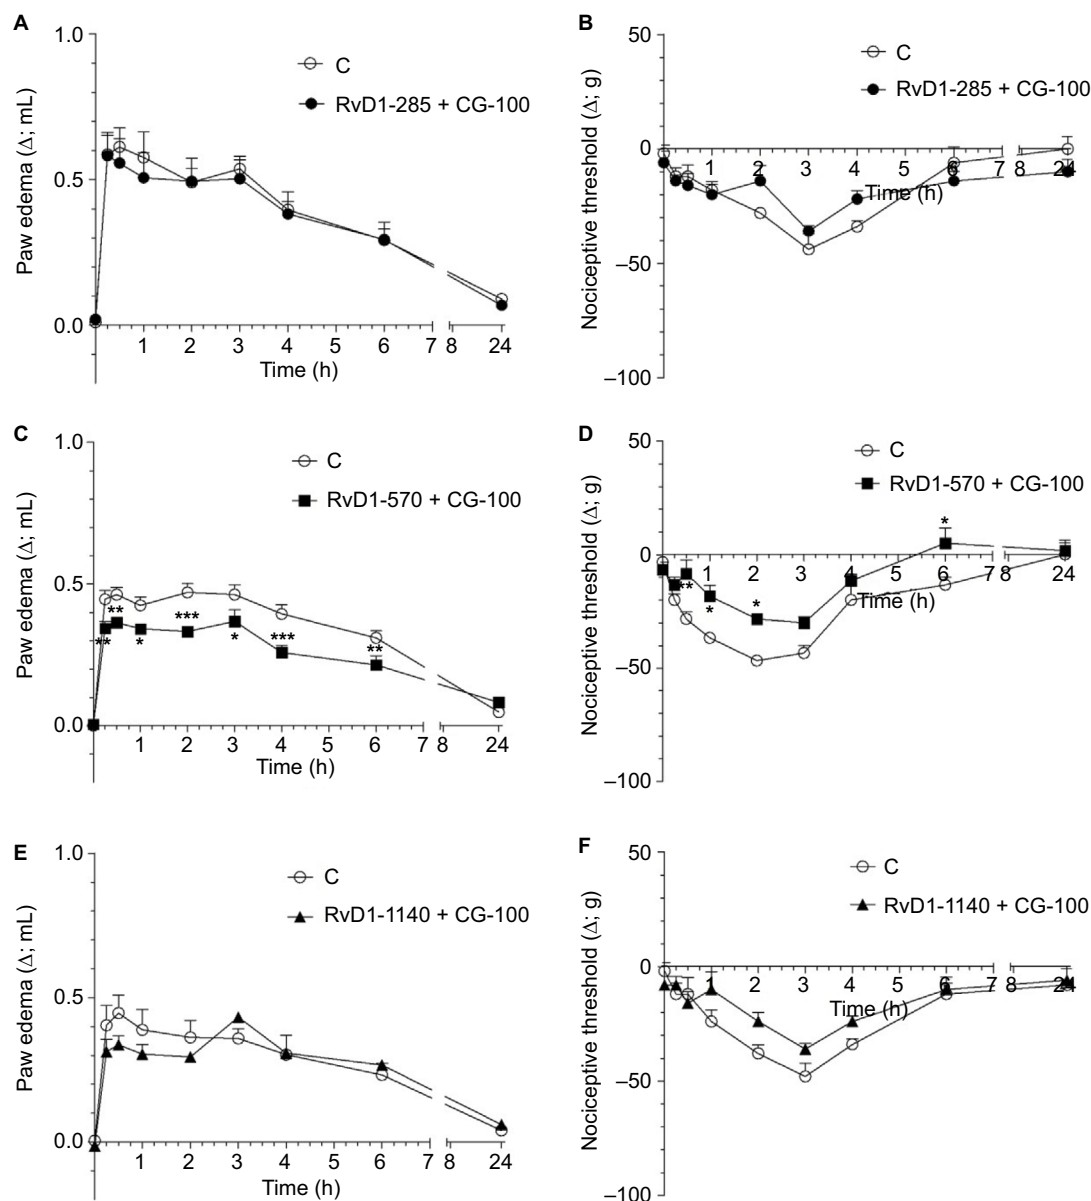 A
Paw edema (Δ; mL)
1.0
0.5
0.0
C
RvD1-285 + CG-100
1 2 3 4 5 6 7 8 24
Time (h)
B
Nociceptive threshold (Δ; g)
50
0
–50
–100
C
RvD1-285 + CG-100
1 2 3 4 5 6 7 8 24
Time (h)
C
Paw edema (Δ; mL)
1.0
0.5
0.0
C
RvD1-570 + CG-100
** ** * *** * *** **
1 2 3 4 5 6 7 8 24
Time (h)
D
Nociceptive threshold (Δ; g)
50
0
–50
–100
C
RvD1-570 + CG-100
** * * *
1 2 3 4 5 6 7 8 24
Time (h)
E
Paw edema (Δ; mL)
1.0
0.5
0.0
C
RvD1-1140 + CG-100
1 2 3 4 5 6 7 8 24
Time (h)
F
Nociceptive threshold (Δ; g)
50
0
–50
–100
C
RvD1-1140 + CG-100
1 2 3 4 5 6 7 8 24
Time (h)